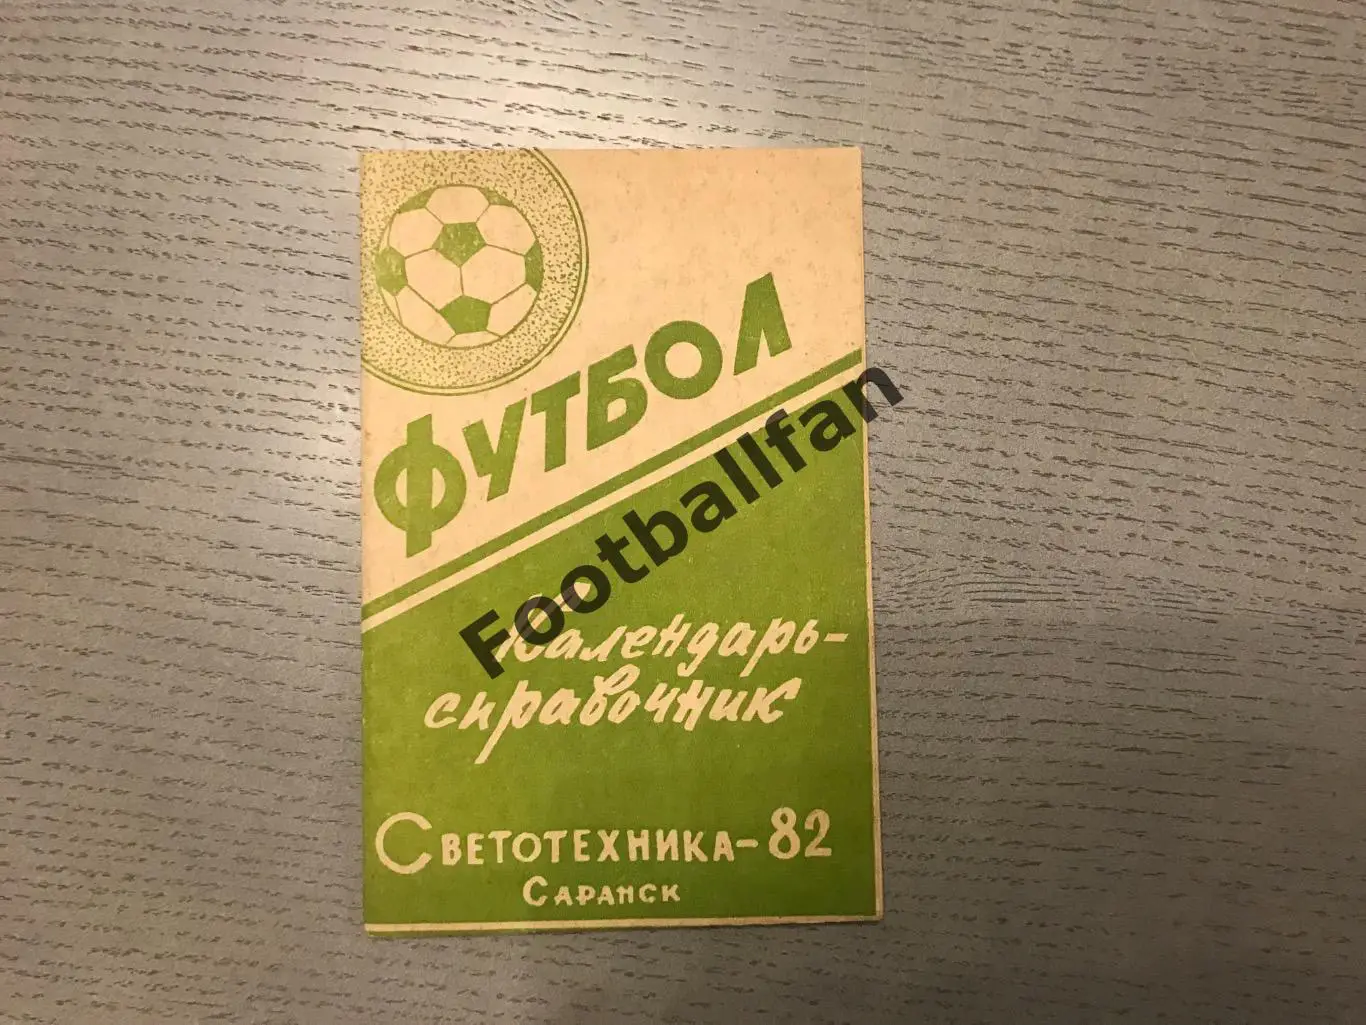 ФУТБОЛ
Footballfan
Календарь-
справочник
СВЕТОТЕХНИКА-82
САРАНСК